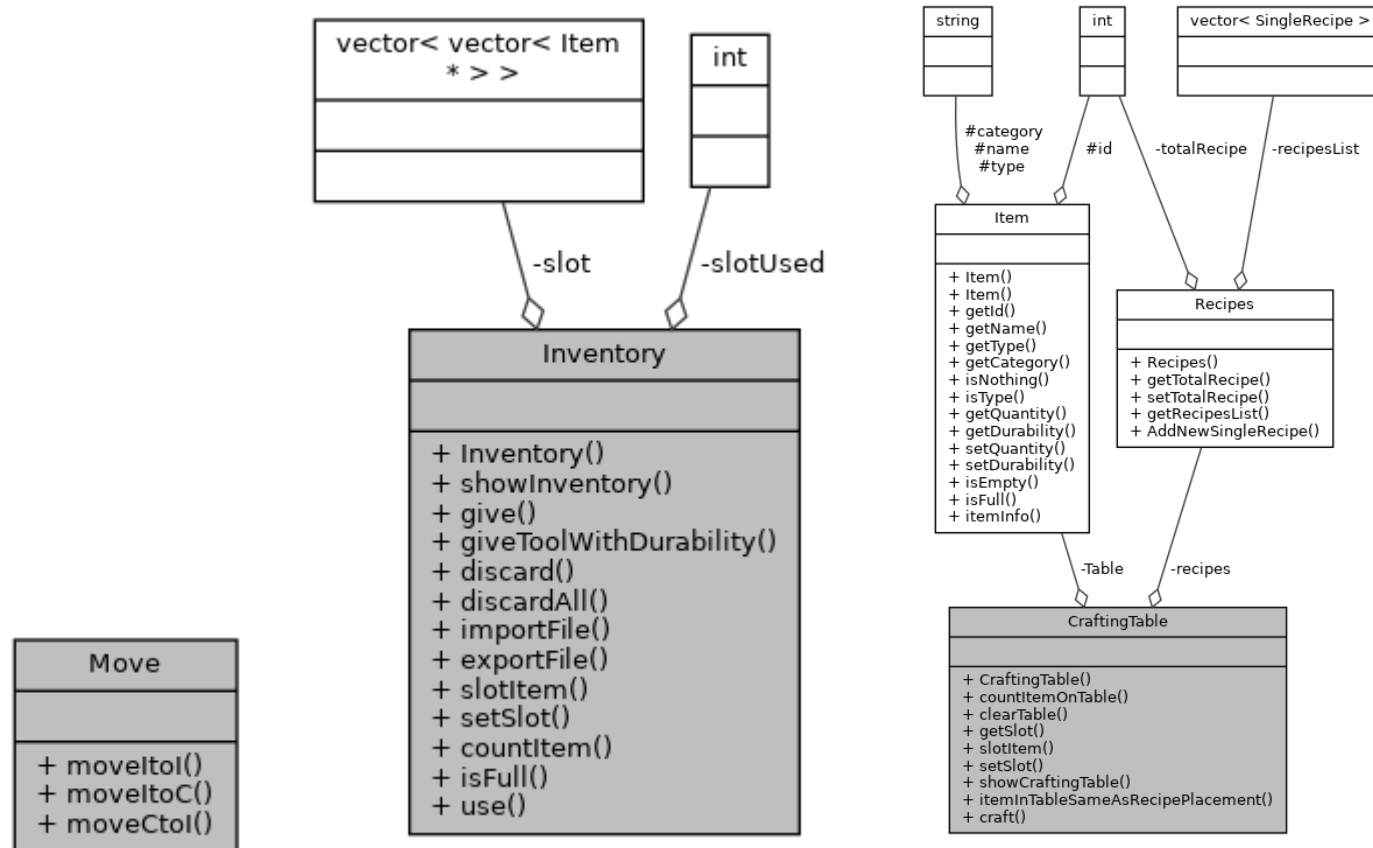 vector< vector< Item
* > >
int
-slot
-slotUsed
Inventory
+ Inventory()
+ showInventory()
+ give()
+ giveToolWithDurability()
+ discard()
+ discardAll()
+ importFile()
+ exportFile()
+ slotItem()
+ setSlot()
+ countItem()
+ isFull()
+ use()
Move
+ moveItoI()
+ moveItoC()
+ moveCtoI()
string
int
vector< SingleRecipe >
#category
#name
#type
#id
-totalRecipe
-recipesList
Item
+ Item()
+ Item()
+ getId()
+ getName()
+ getType()
+ getCategory()
+ isNothing()
+ isType()
+ getQuantity()
+ getDurability()
+ setQuantity()
+ setDurability()
+ isEmpty()
+ isFull()
+ itemInfo()
Recipes
+ Recipes()
+ getTotalRecipe()
+ setTotalRecipe()
+ getRecipesList()
+ AddNewSingleRecipe()
-Table
-recipes
CraftingTable
+ CraftingTable()
+ countItemOnTable()
+ clearTable()
+ getSlot()
+ slotItem()
+ setSlot()
+ showCraftingTable()
+ itemInTableSameAsRecipePlacement()
+ craft()